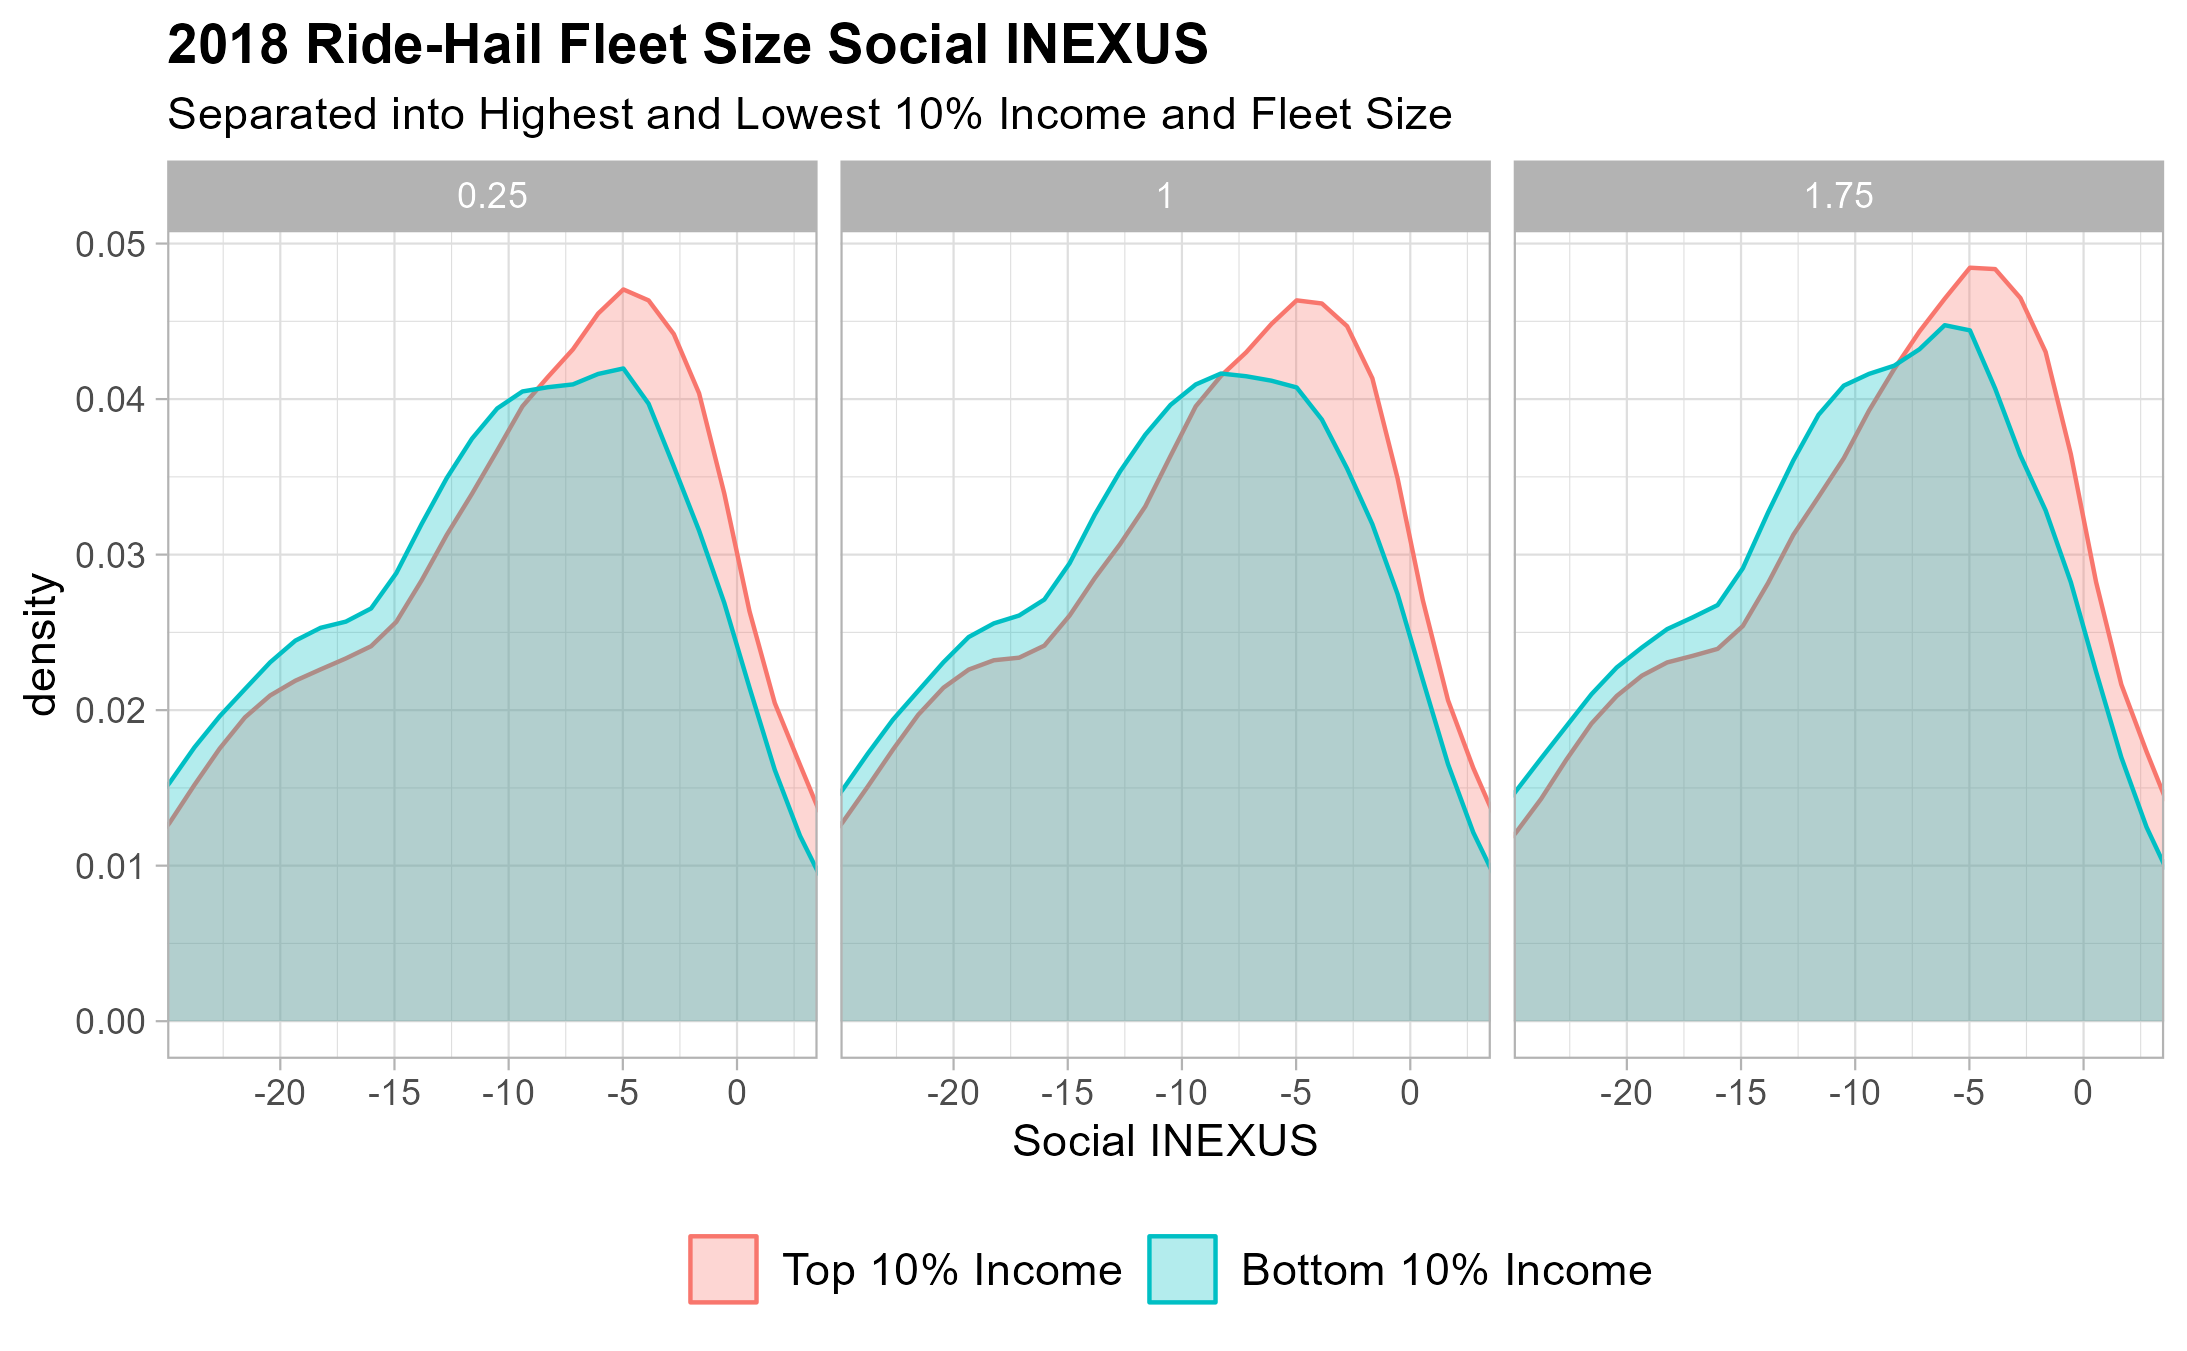 2018 Ride-Hail Fleet Size Social INEXUS
Separated into Highest and Lowest 10% Income and Fleet Size
0.25 1 1.75
0.05
0.04
0.03
0.02
0.01
0.00
density
-20 -15 -10 -5 0 -20 -15 -10 -5 0 -20 -15 -10 -5 0
Social INEXUS
Top 10% Income Bottom 10% Income